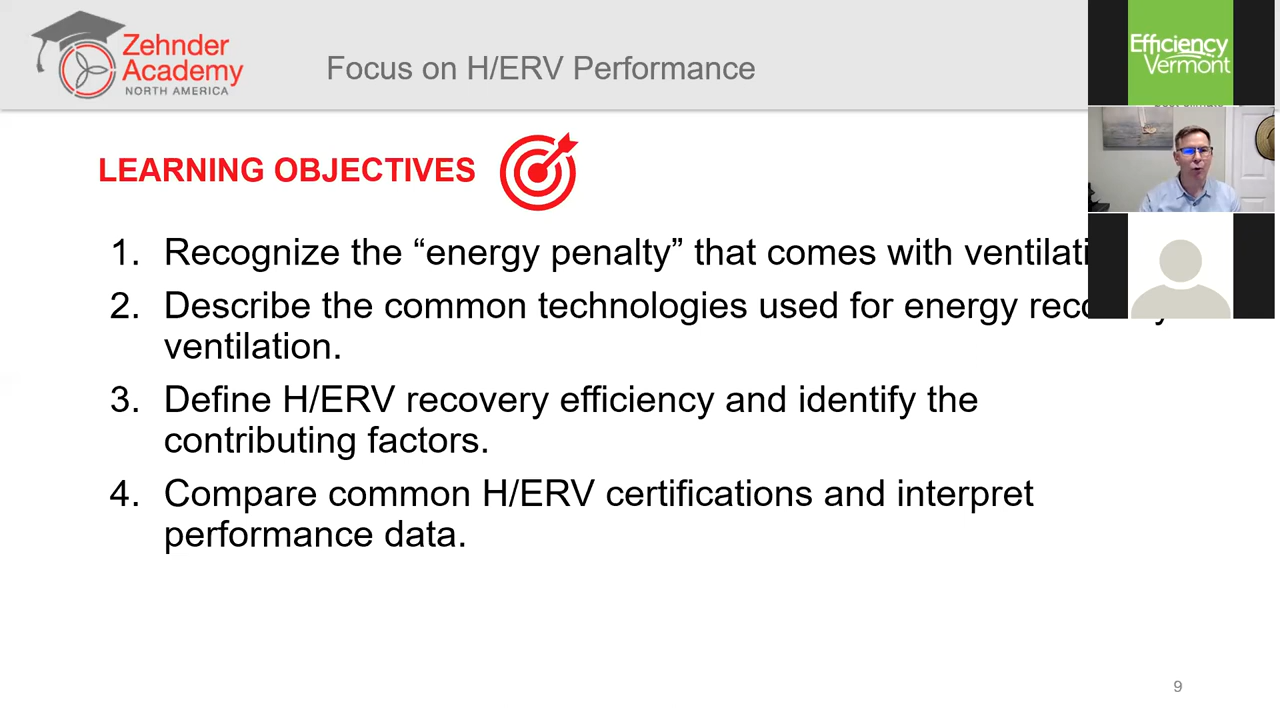 Zehnder
Academy
NORTH AMERICA
Focus on H/ERV Performance
Efficiency
Vermont
LEARNING OBJECTIVES
1. Recognize the “energy penalty” that comes with
2. Describe the common technologies used for energy
ventilation.
3. Define H/ERV recovery efficiency and identify the
contributing factors.
4. Compare common H/ERV certifications and interpret
performance data.
9